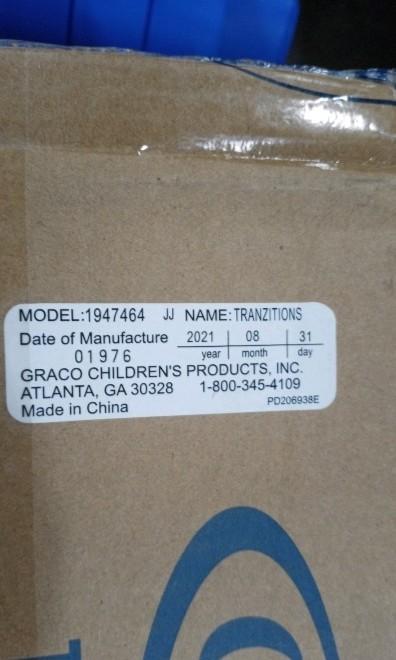 MODEL:1947464 JJ NAME:TRANZITIONS
Date of Manufacture 2021 08 31
01976 year month day
GRACO CHILDREN'S PRODUCTS, INC.
ATLANTA, GA 30328 1-800-345-4109
Made in China PD206938E